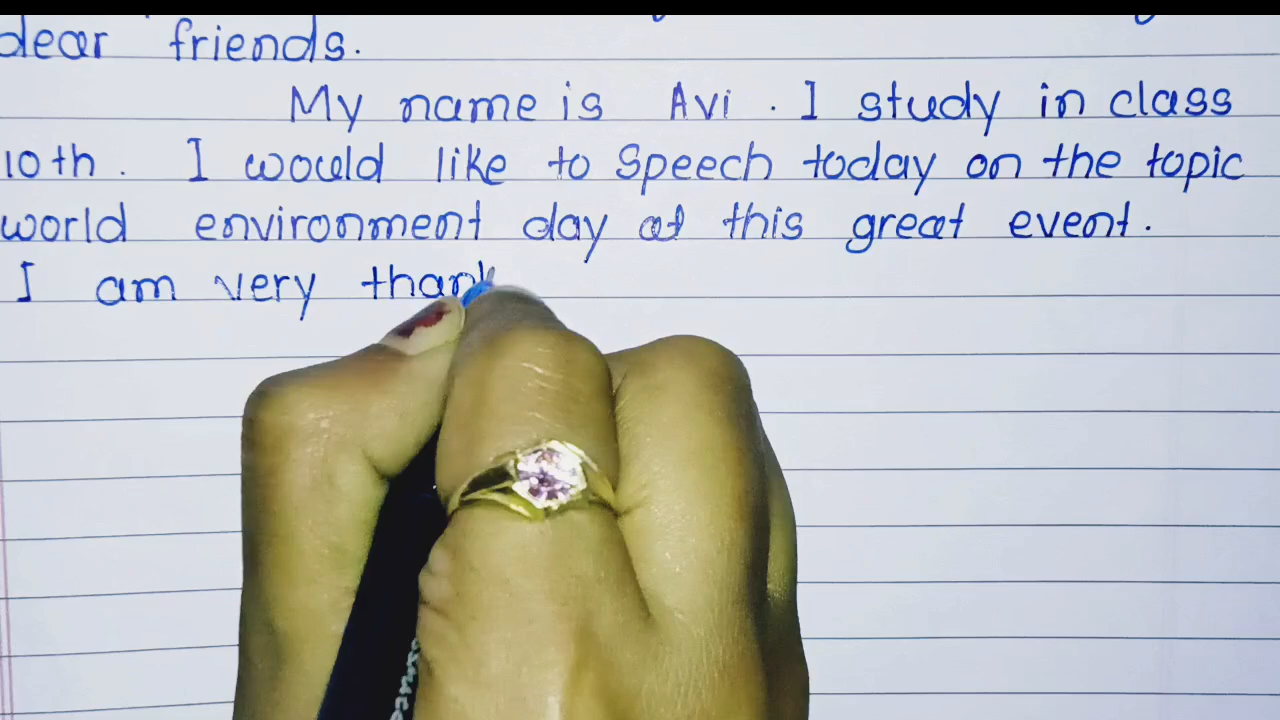 dear friends.
My name is Avi. I study in class
10th. I would like to speech today on the topic
world environment day at this great event.
I am very thank